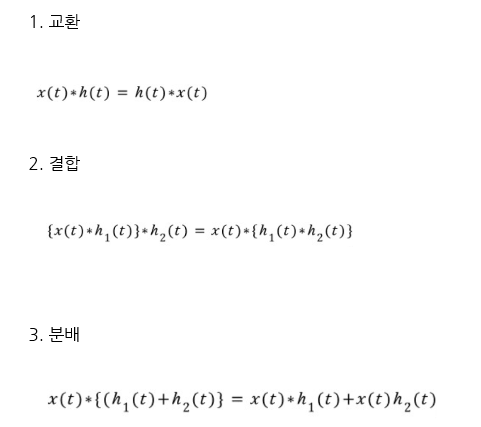 1. 교환
x(t)*h(t) = h(t)*x(t)
2. 결합
{x(t)*h₁(t)}*h₂(t) = x(t)*{h₁(t)*h₂(t)}
3. 분배
x(t)*{(h₁(t)+h₂(t)} = x(t)*h₁(t)+x(t)h₂(t)